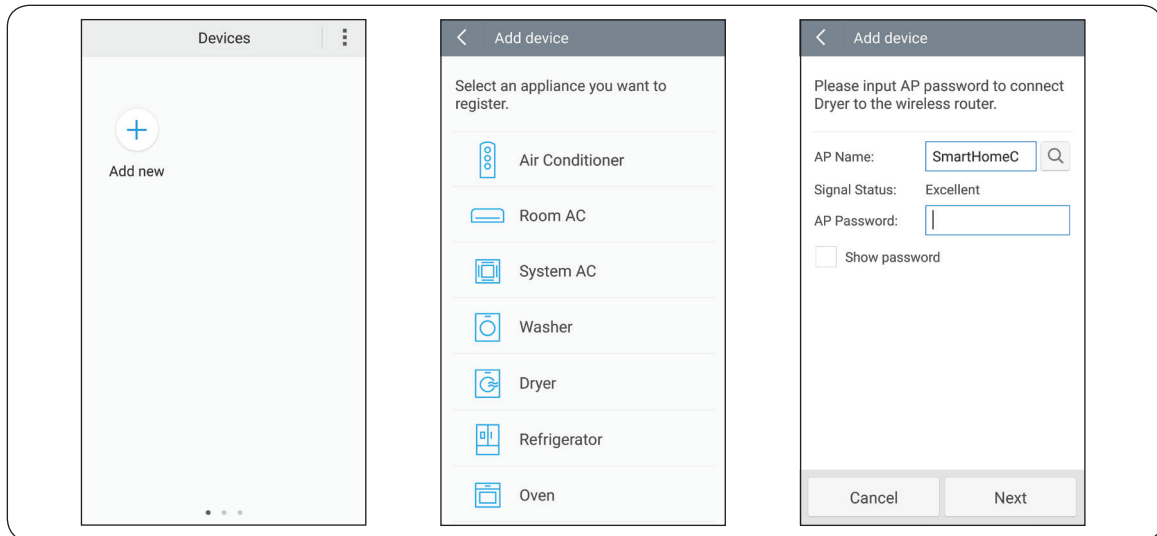 Devices
Add new
Add device
Select an appliance you want to
register.
Air Conditioner
Room AC
System AC
Washer
Dryer
Refrigerator
Oven
Add device
Please input AP password to connect
Dryer to the wireless router.
AP Name: SmartHomeC
Signal Status: Excellent
AP Password:
Show password
Cancel Next